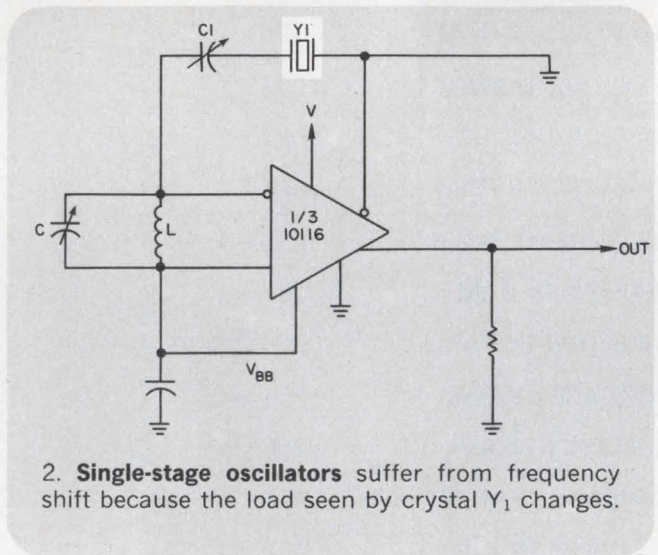 C1
Y1
V
C
L
1/3
10116
OUT
VBB
2. Single-stage oscillators suffer from frequency
shift because the load seen by crystal Y1 changes.